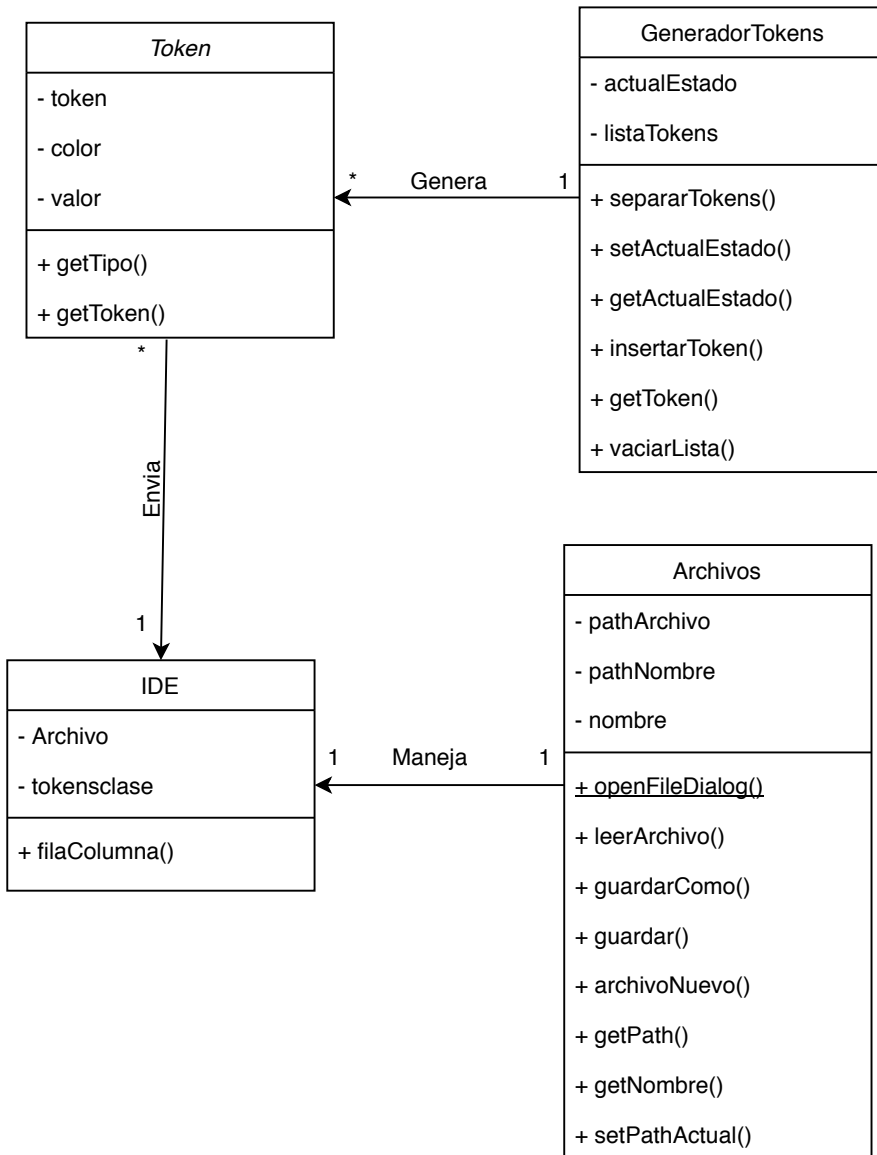 Token
- token
- color
- valor
+ getTipo()
+ getToken()
GeneradorTokens
- actualEstado
- listaTokens
+ separarTokens()
+ setActualEstado()
+ getActualEstado()
+ insertarToken()
+ getToken()
+ vaciarLista()
* Genera 1
*
Envia
1
IDE
- Archivo
- tokensclase
+ filaColumna()
1 Maneja 1
Archivos
- pathArchivo
- pathNombre
- nombre
+ openFileDialog()
+ leerArchivo()
+ guardarComo()
+ guardar()
+ archivoNuevo()
+ getPath()
+ getNombre()
+ setPathActual()